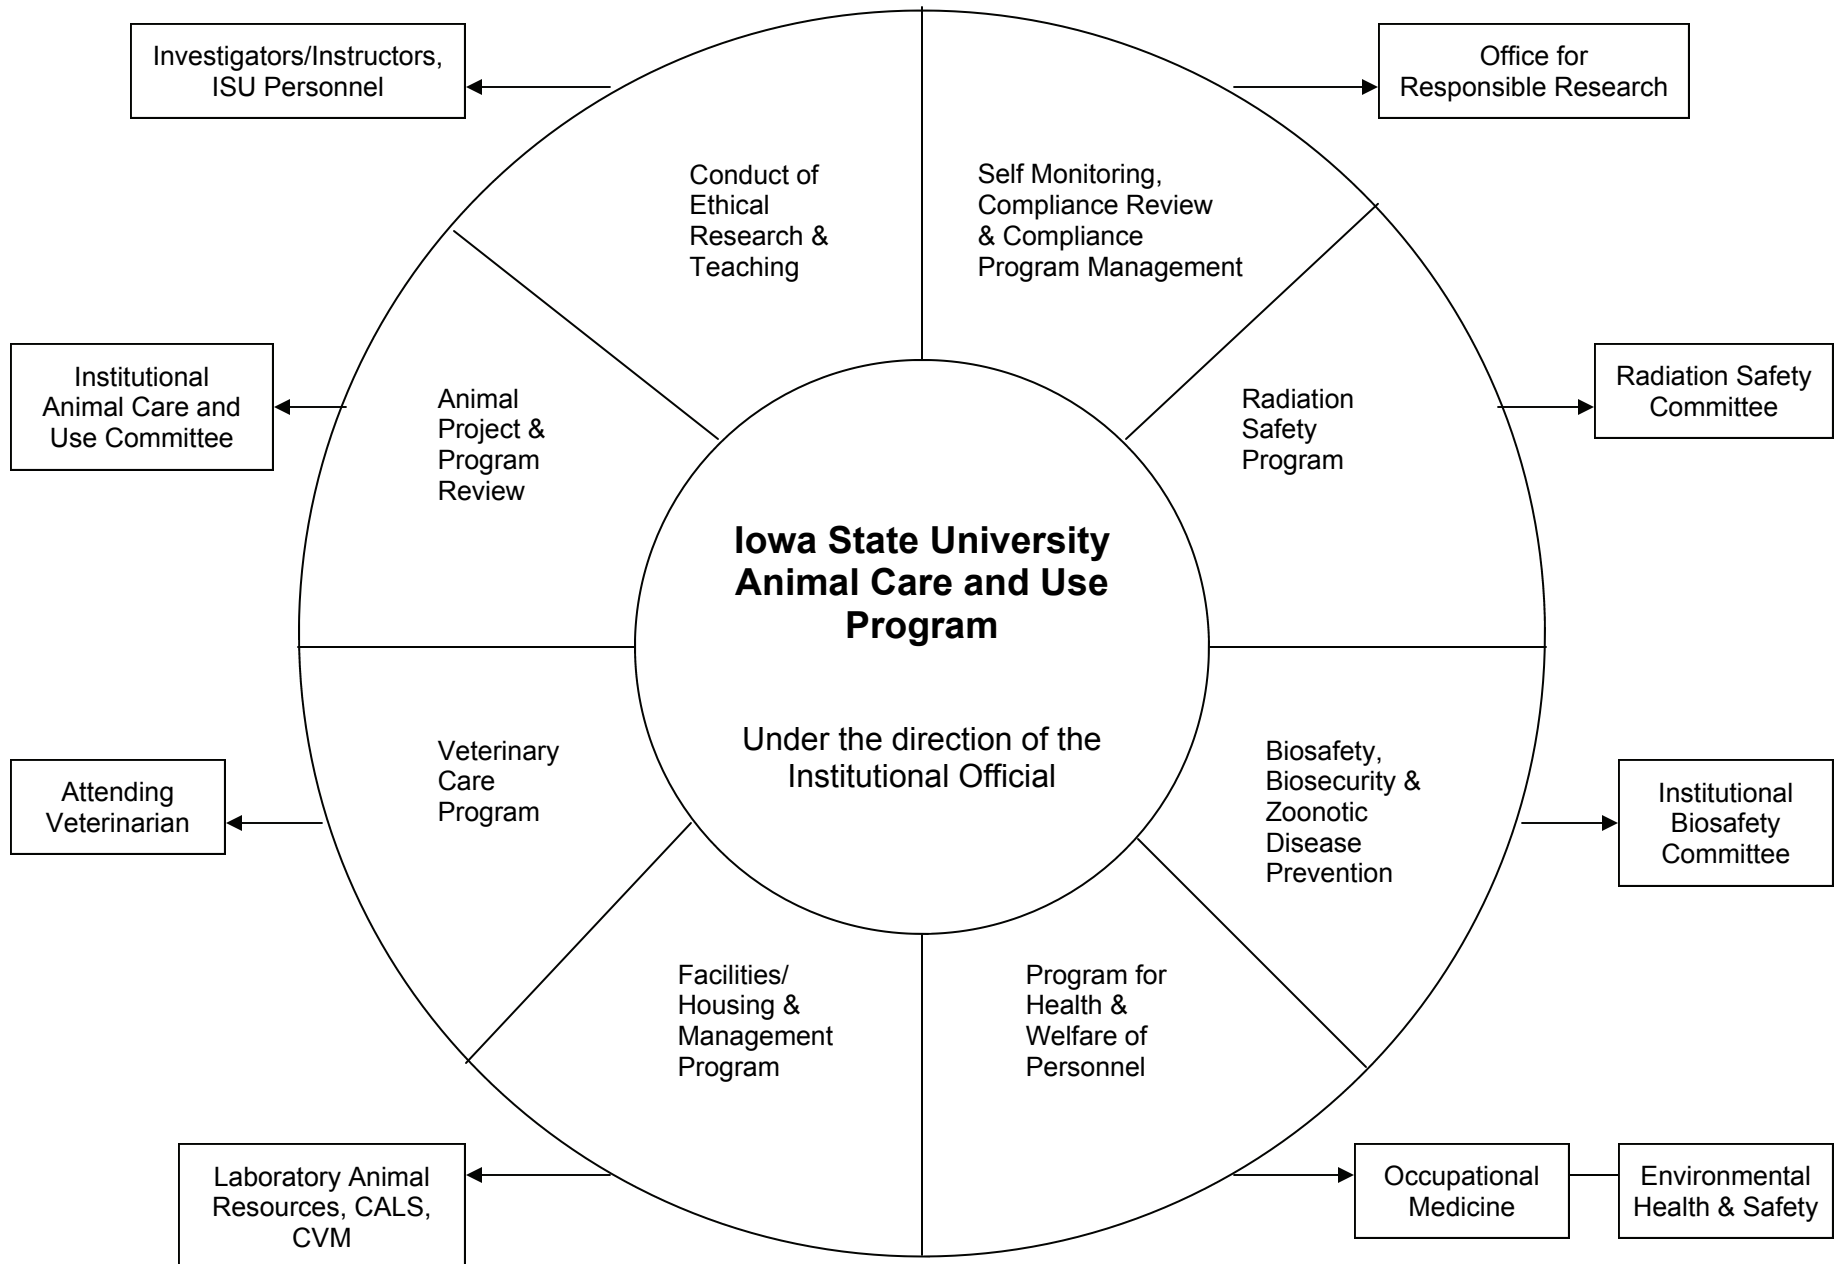 Investigators/Instructors,
ISU Personnel
Office for
Responsible Research
Conduct of
Ethical
Research &
Teaching
Self Monitoring,
Compliance Review
& Compliance
Program Management
Institutional
Animal Care and
Use Committee
Animal
Project &
Program
Review
Radiation
Safety
Program
Radiation Safety
Committee
Iowa State University
Animal Care and Use
Program
Under the direction of the
Institutional Official
Attending
Veterinarian
Veterinary
Care
Program
Biosafety,
Biosecurity &
Zoonotic
Disease
Prevention
Institutional
Biosafety
Committee
Facilities/
Housing &
Management
Program
Program for
Health &
Welfare of
Personnel
Laboratory Animal
Resources, CALS,
CVM
Occupational
Medicine
Environmental
Health & Safety